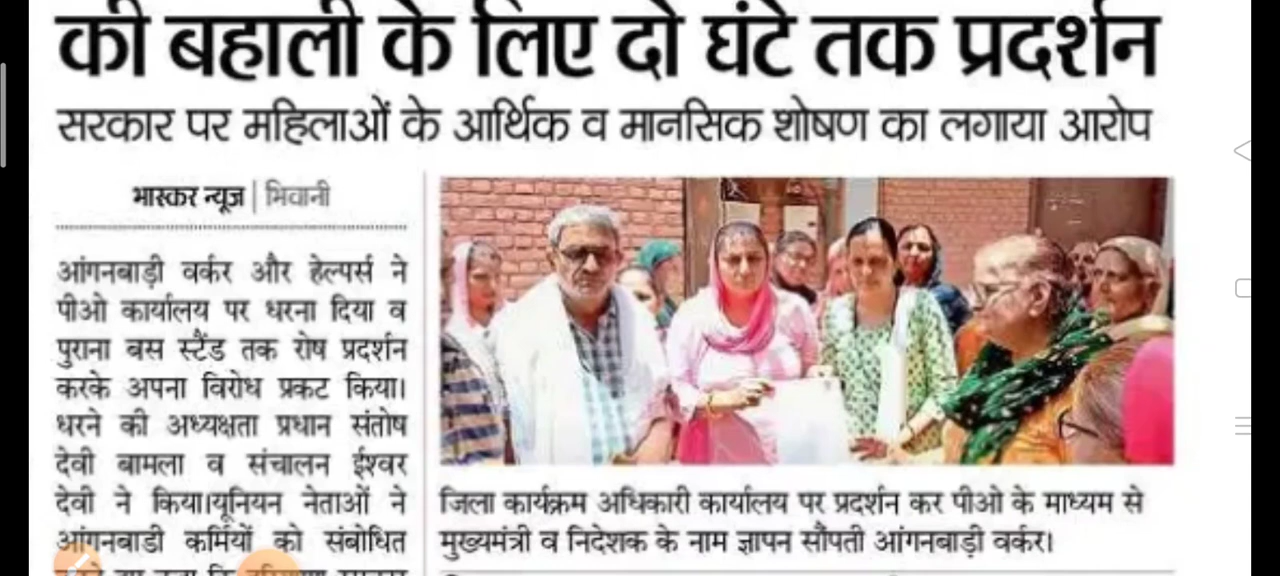 की बहाली के लिए दो घंटे तक प्रदर्शन
सरकार पर महिलाओं के आर्थिक व मानसिक शोषण का लगाया आरोप
भास्कर न्यूज | भिवानी
आंगनबाड़ी वर्कर और हेल्पर्स ने
पीओ कार्यालय पर धरना दिया व
पुराना बस स्टैंड तक रोष प्रदर्शन
करके अपना विरोध प्रकट किया।
धरने की अध्यक्षता प्रधान संतोष
देवी बामला व संचालन ईश्वर
देवी ने किया।यूनियन नेताओं ने
आंगनबाडी कर्मियों को संबोधित
जिला कार्यक्रम अधिकारी कार्यालय पर प्रदर्शन कर पीओ के माध्यम से
मुख्यमंत्री व निदेशक के नाम ज्ञापन सौंपती आंगनबाड़ी वर्कर।